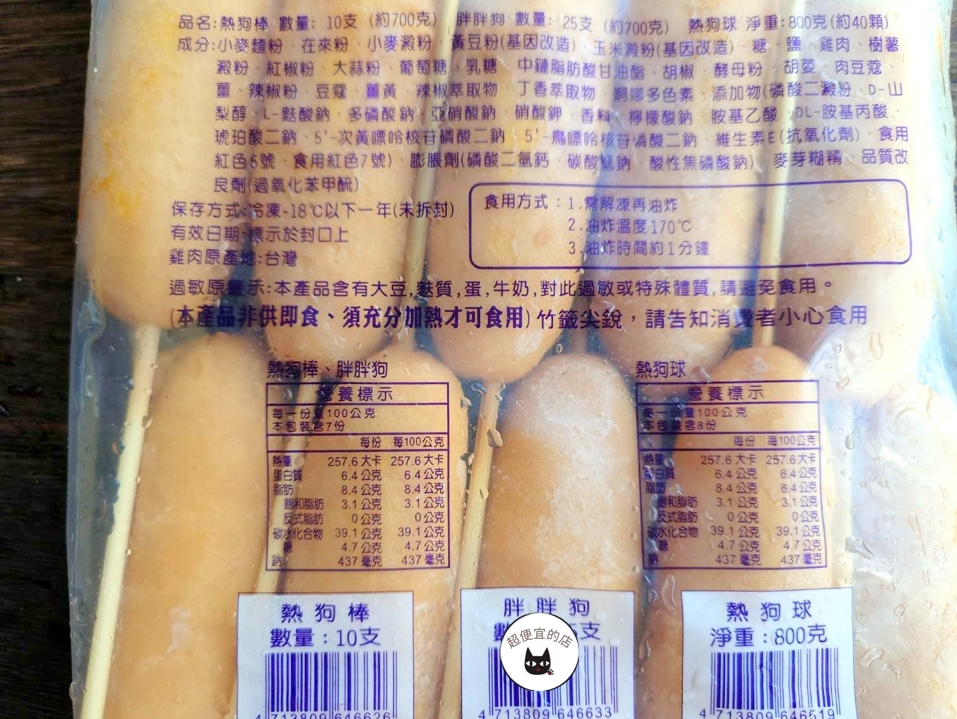 品名:熱狗棒 數量: 10支 (約700克) 胖胖狗 數量: 25支 (約700克) 熱狗球 淨重:800克(約40顆)
成分:小麥麵粉、在來粉、小麥澱粉、黃豆粉(基因改造)、玉米澱粉(基因改造)、糖、鹽、雞肉、樹薯
澱粉、紅椒粉、大蒜粉、葡萄糖、乳糖、中鏈脂肪酸甘油酯、胡椒、酵母粉、胡荽、肉豆蔻、
薑、辣椒粉、豆蔻、薑黃、辣椒萃取物、丁香萃取物、婀娜多色素、添加物(磷酸二澱粉、D-山
梨醇、L-麩酸鈉、多磷酸鈉、亞硝酸鈉、硝酸鉀、香料、檸檬酸鈉、胺基乙酸、DL-胺基丙酸、
琥珀酸二鈉、5'-次黃嘌呤核苷磷酸二鈉、5'-鳥嘌呤核苷磷酸二鈉、維生素E(抗氧化劑)、食用
紅色6號、食用紅色7號)、膨脹劑(磷酸二氫鈣、碳酸氫鈉、酸性焦磷酸鈉)、麥芽糊精、品質改
良劑(過氧化苯甲醯)
保存方式:冷凍-18℃以下一年(未拆封)
有效日期:標示於封口上
雞肉原產地:台灣
食用方式:1.需解凍再油炸
2.油炸溫度170℃
3.油炸時間約1分鐘
過敏原警示:本產品含有大豆,麩質,蛋,牛奶,對此過敏或特殊體質,請避免食用。
(本產品非供即食、須充分加熱才可食用)竹籤尖銳,請告知消費者小心食用
熱狗棒、胖胖狗
營養標示
每一份量100公克
本包裝含7份
每份 每100公克
熱量 257.6大卡 257.6大卡
蛋白質 6.4公克 6.4公克
脂肪 8.4公克 8.4公克
飽和脂肪 3.1公克 3.1公克
反式脂肪 0公克 0公克
碳水化合物 39.1公克 39.1公克
糖 4.7公克 4.7公克
鈉 437毫克 437毫克
熱狗球
營養標示
每一份量100公克
本包裝含8份
每份 每100公克
熱量 257.6大卡 257.6大卡
蛋白質 6.4公克 6.4公克
脂肪 8.4公克 8.4公克
飽和脂肪 3.1公克 3.1公克
反式脂肪 0公克 0公克
碳水化合物 39.1公克 39.1公克
糖 4.7公克 4.7公克
鈉 437毫克 437毫克
熱狗棒
數量:10支
4 713809 646626
胖胖狗
數 支
超便宜的店
4 713809 646633
熱狗球
淨重:800克
4 713809 646619